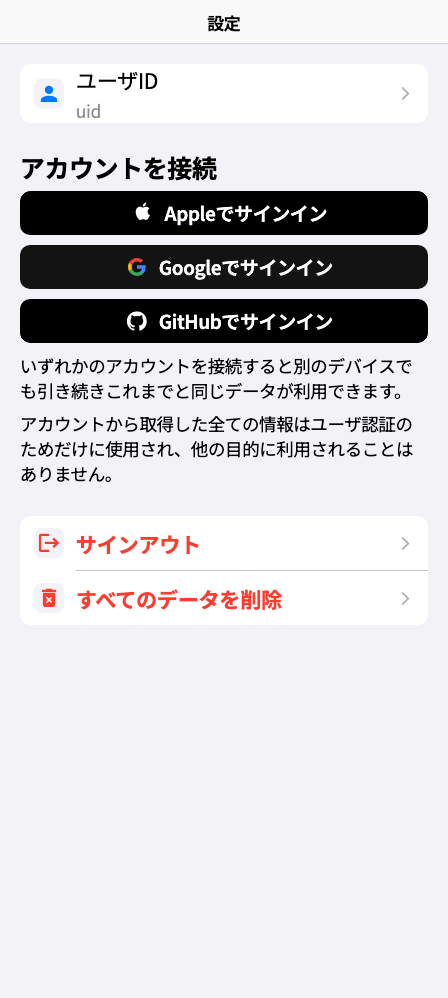 設定
ユーザID
uid
アカウントを接続
Appleでサインイン
Googleでサインイン
GitHubでサインイン
いずれかのアカウントを接続すると別のデバイスで
も引き続きこれまでと同じデータが利用できます。
アカウントから取得した全ての情報はユーザ認証の
ためだけに使用され、他の目的に利用されることは
ありません。
サインアウト
すべてのデータを削除